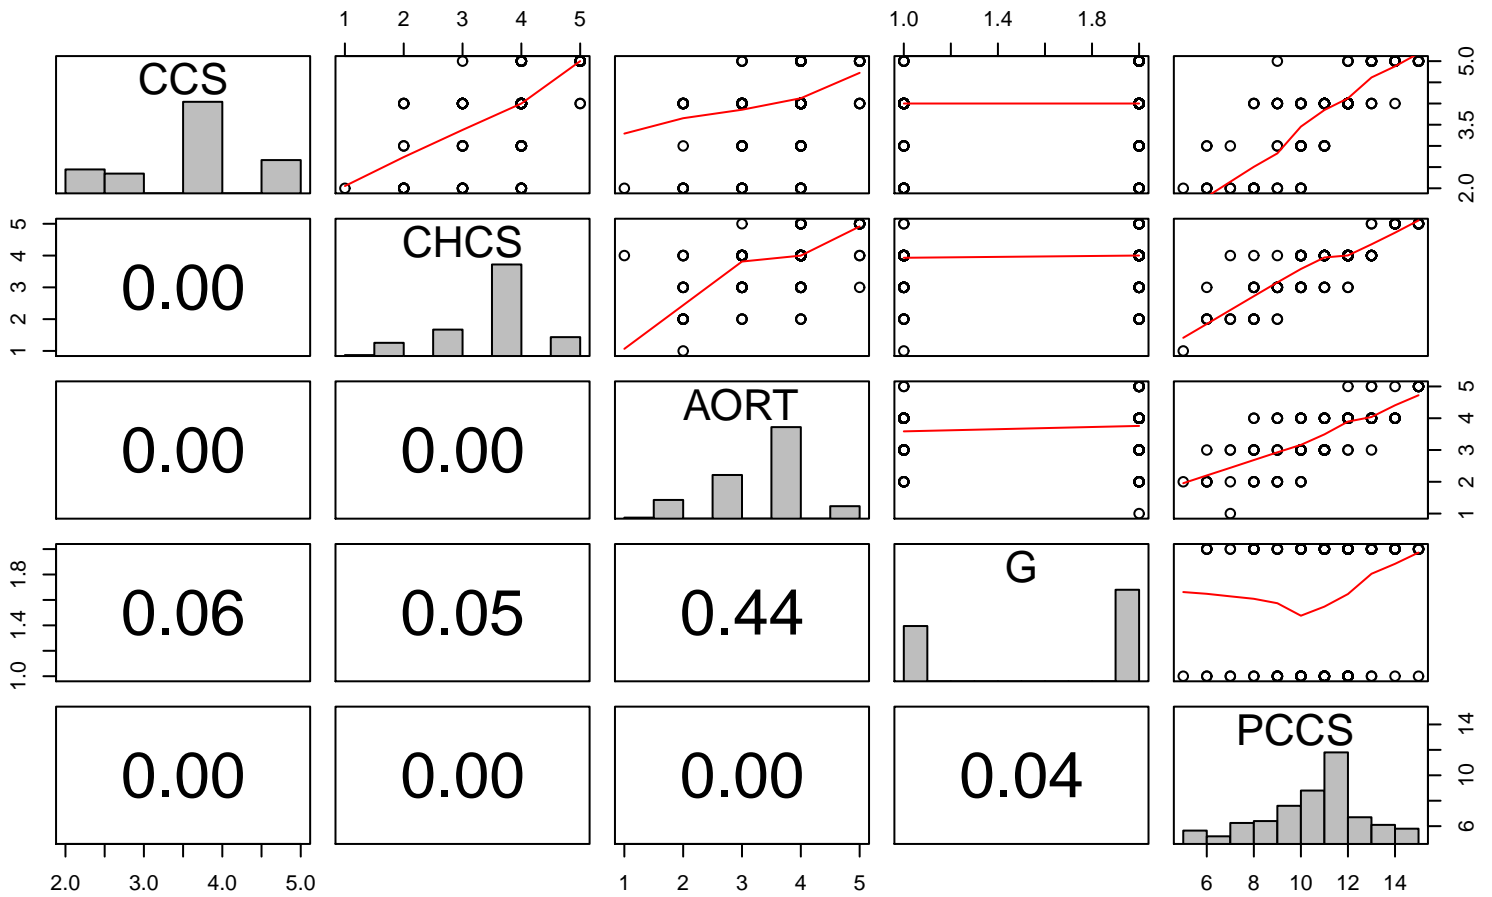 1 2 3 4 5 1.0 1.4 1.8
CCS
2.0 3.5 5.0
1 2 3 4 5
0.00 CHCS
0.00 0.00 AORT
1 2 3 4 5
1.0 1.4 1.8
0.06 0.05 0.44 G
0.00 0.00 0.00 0.04 PCCS
6 10 14
2.0 3.0 4.0 5.0 1 2 3 4 5 6 8 10 12 14